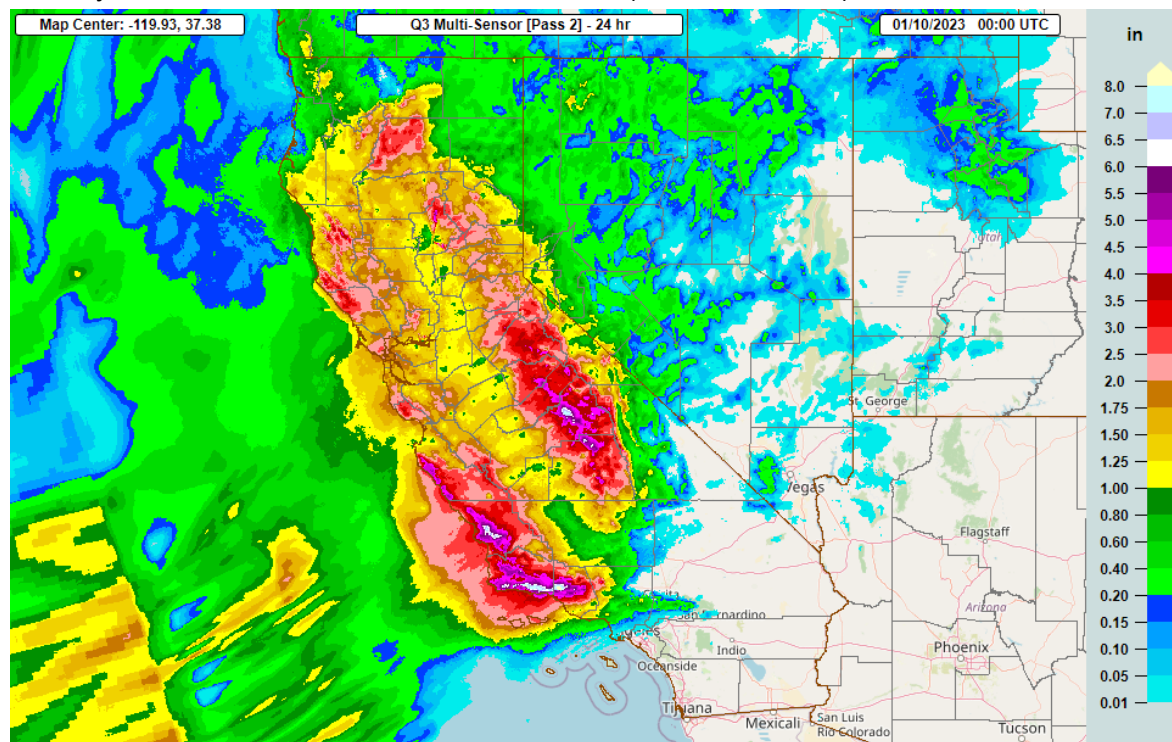 Map Center: -119.93, 37.38
Q3 Multi-Sensor [Pass 2] - 24 hr
01/10/2023 00:00 UTC
in
8.0
7.0
6.5
6.0
5.5
5.0
4.5
4.0
3.5
3.0
2.5
2.0
1.75
1.50
1.25
1.00
0.80
0.60
0.40
0.20
0.15
0.10
0.05
0.01
St. George
Vegas
Flagstaff
Arizona
Phoenix
Indio
Oceanside
Tijuana
Mexicali
San Luis
Río Colorado
Tucson